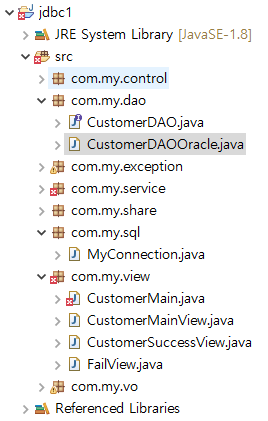 jdbc1
JRE System Library [JavaSE-1.8]
src
com.my.control
com.my.dao
CustomerDAO.java
CustomerDAOOracle.java
com.my.exception
com.my.service
com.my.share
com.my.sql
MyConnection.java
com.my.view
CustomerMain.java
CustomerMainView.java
CustomerSuccessView.java
FailView.java
com.my.vo
Referenced Libraries